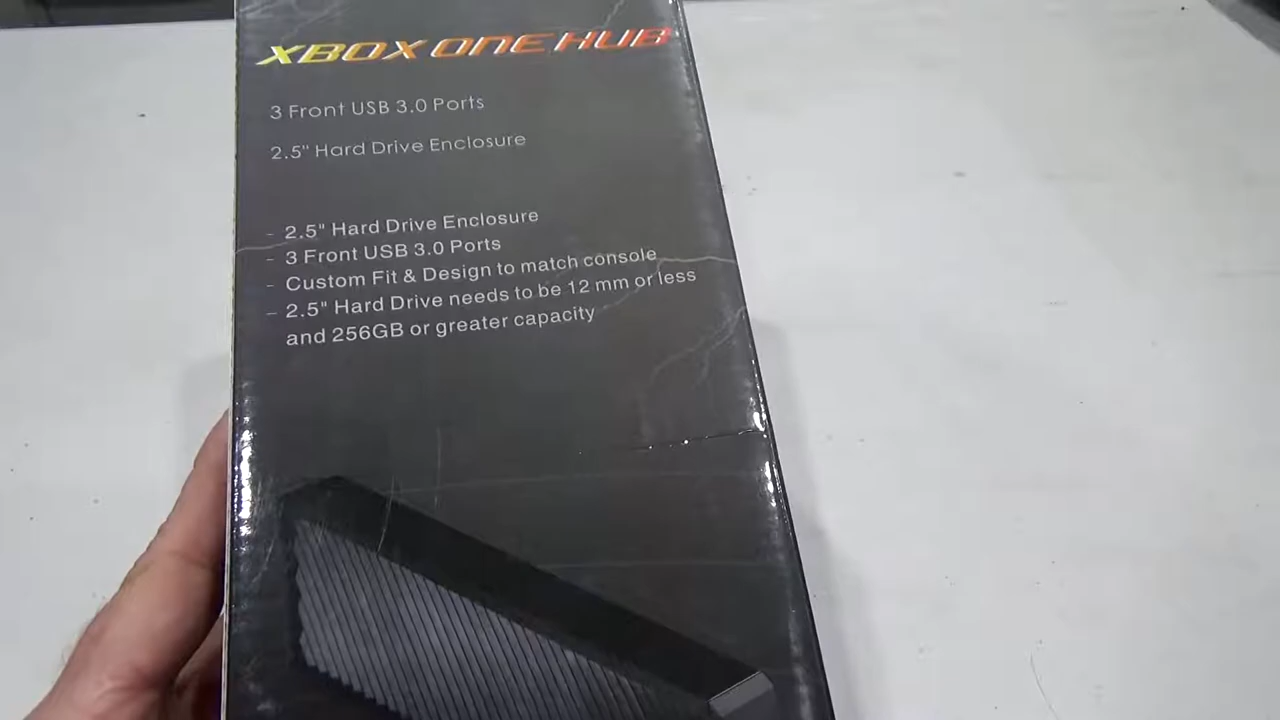 XBOX ONE HUB
3 Front USB 3.0 Ports
2.5" Hard Drive Enclosure
- 2.5" Hard Drive Enclosure
- 3 Front USB 3.0 Ports
- Custom Fit & Design to match console
- 2.5" Hard Drive needs to be 12 mm or less
and 256GB or greater capacity